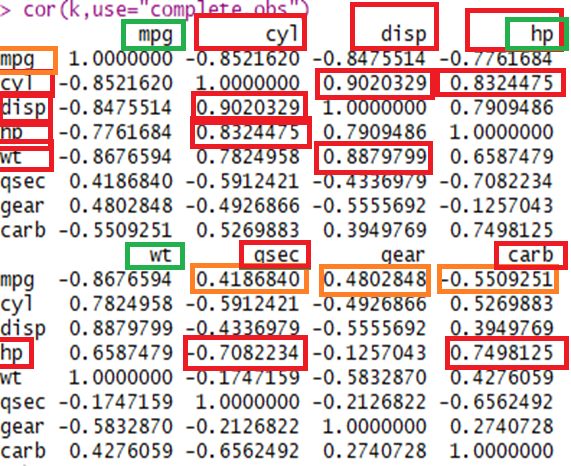 > cor(k,use="complete.obs")
mpg cyl disp hp
mpg 1.0000000 -0.8521620 -0.8475514 -0.7761684
cyl -0.8521620 1.0000000 0.9020329 0.8324475
disp -0.8475514 0.9020329 1.0000000 0.7909486
hp -0.7761684 0.8324475 0.7909486 1.0000000
wt -0.8676594 0.7824958 0.8879799 0.6587479
qsec 0.4186840 -0.5912421 -0.4336979 -0.7082234
gear 0.4802848 -0.4926866 -0.5555692 -0.1257043
carb -0.5509251 0.5269883 0.3949769 0.7498125
wt qsec gear carb
mpg -0.8676594 0.4186840 0.4802848 -0.5509251
cyl 0.7824958 -0.5912421 -0.4926866 0.5269883
disp 0.8879799 -0.4336979 -0.5555692 0.3949769
hp 0.6587479 -0.7082234 -0.1257043 0.7498125
wt 1.0000000 -0.1747159 -0.5832870 0.4276059
qsec -0.1747159 1.0000000 -0.2126822 -0.6562492
gear -0.5832870 -0.2126822 1.0000000 0.2740728
carb 0.4276059 -0.6562492 0.2740728 1.0000000